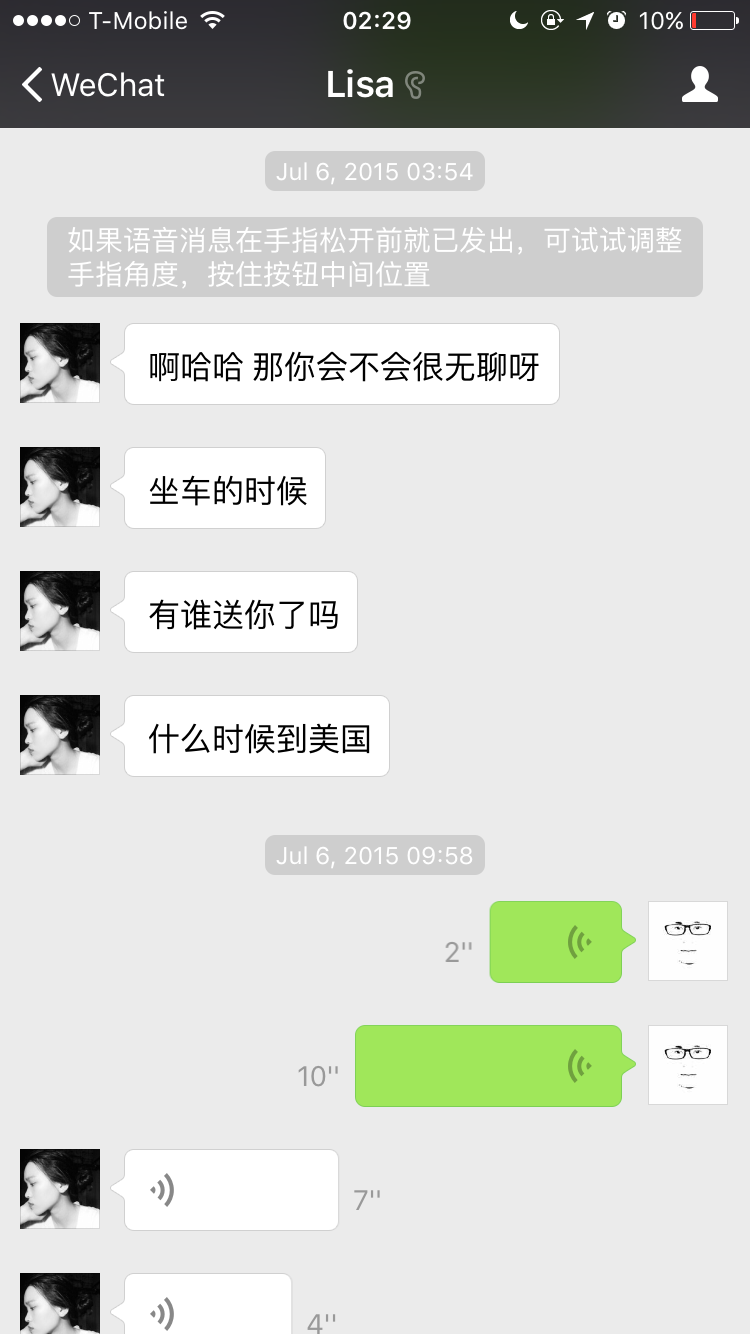 T-Mobile 02:29 10%
WeChat Lisa
Jul 6, 2015 03:54
如果语音消息在手指松开前就已发出，可试试调整
手指角度，按住按钮中间位置
啊哈哈 那你会不会很无聊呀
坐车的时候
有谁送你了吗
什么时候到美国
Jul 6, 2015 09:58
2''
10''
7''
4''